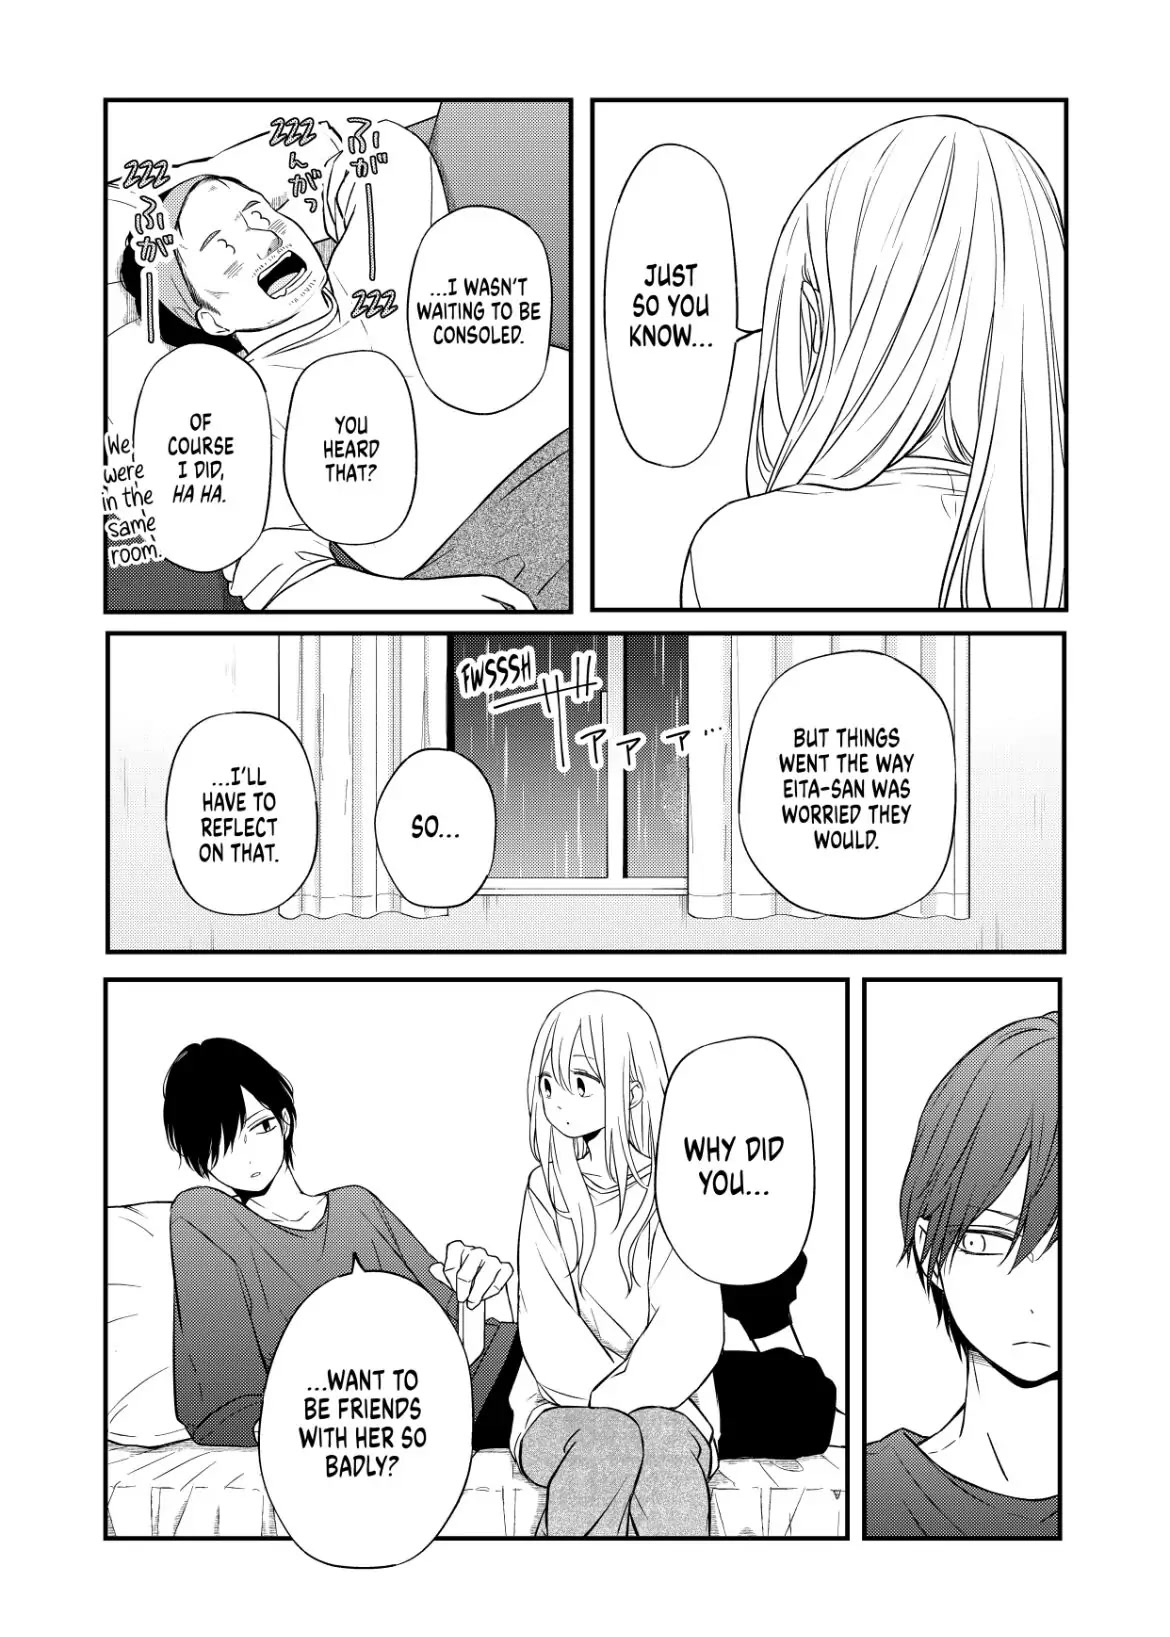 JUST
SO YOU
KNOW...
...I WASN'T
WAITING TO BE
CONSOLED.
YOU
HEARD
THAT?
OF
COURSE
I DID,
HA HA.
We
were
in the
same
room.
ZZZ
ふがー
ZZZ
んがっ
ZZZ
ふがー
ZZZ
BUT THINGS
WENT THE WAY
EITA-SAN WAS
WORRIED THEY
WOULD.
FWSSSH
ザァァァ...
SO...
...I'LL
HAVE TO
REFLECT
ON THAT.
WHY DID
YOU...
...WANT TO
BE FRIENDS
WITH HER SO
BADLY?